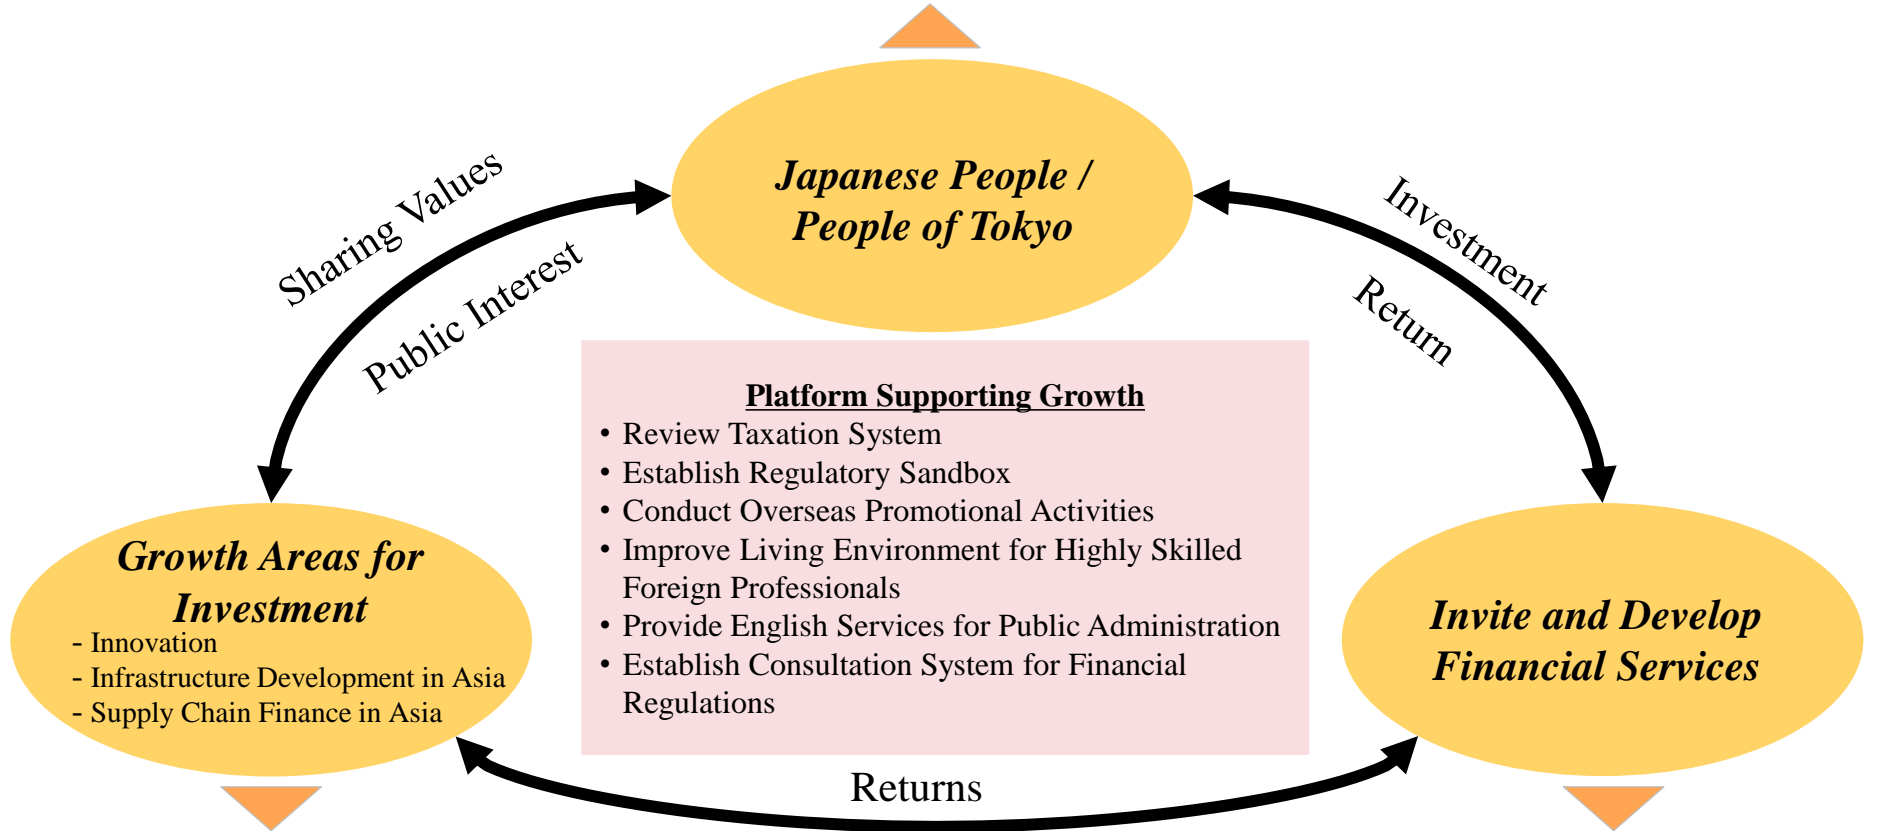 Japanese People /
People of Tokyo
Sharing Values
Public Interest
Investment
Return
Platform Supporting Growth
• Review Taxation System
• Establish Regulatory Sandbox
• Conduct Overseas Promotional Activities
• Improve Living Environment for Highly Skilled
Foreign Professionals
• Provide English Services for Public Administration
• Establish Consultation System for Financial
Regulations
Growth Areas for
Investment
- Innovation
- Infrastructure Development in Asia
- Supply Chain Finance in Asia
Invite and Develop
Financial Services
Returns